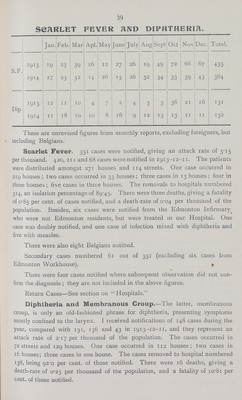 39
SCARLET FEVER AND DIPHTHERIA.
Jan. Feb. Mar Apl. May June July Aug Sept Oct Nov. Dec. Total.
S.F. 1913 19 23 39 16 12 27 26 19 49 72 66 67 435
1914 27 23 32 14 26 13 26 32 34 33 39 43 364
Dip 1913 12 11 10 4 7 2 4 3 3 36 21 16 131
1914 11 18 10 10 8 16 9 12 13 13 21 11 152
These are unrevised figures from monthly reports, excluding foreigners, but
including Belgians.
Scarlet Fever. 351 cases were notified, giving an attack rate of 5·15
per thousand. 420, 211 and 68 cases were notified in 1913-12-11. The patients
were distributed amongst 271 houses and 114 streets. One case occurred in
219 houses; two cases occurred in 33 houses; three cases in 13 houses; four in
three houses; five cases in three houses. The removals to hospitals numbered
314, an isolation percentage of 89·45. There were three deaths, giving a fatality
of 0·85 per cent. of cases notified, and a death-rate of 0·04 per thousand of the
population. Besides, six cases were notified from the Edmonton Infirmary
who were not Edmonton residents, but were treated in our Hospital. One
case was doubly notified, and one case of infection mixed with diphtheria and
five with measles.
There were also eight Belgians notified.
Secondary cases numbered 61 out of 351 (excluding six cases from
Edmonton Workhouse).
There were four cases notified where subsequent observation did not con-
firm the diagnosis; they are not included in the above figures.
Return Cases—See section on "Hospitals."
Diphtheria and Membranous Croup.—The latter, membranous
croup, is only an old-fashioned phrase for diphtheria, presenting symptoms
mostly confined to the larynx. I received notifications of 148 cases during the
year, compared with 131, 136 and 43 in 1913-12-11, and they represent an
attack rate of 2·17 per thousand of the population. The cases occurred in
72 streets and 129 houses. One case occurred in 112 houses; two cases in
16 houses; three cases in one house. The cases removed to hospital numbered
138, being 92·0 per cent. of those notified. There were 16 deaths, giving a
death-rate of 0·23 per thousand of the population, and a fatality of 10·81 per
cent. of those notified.